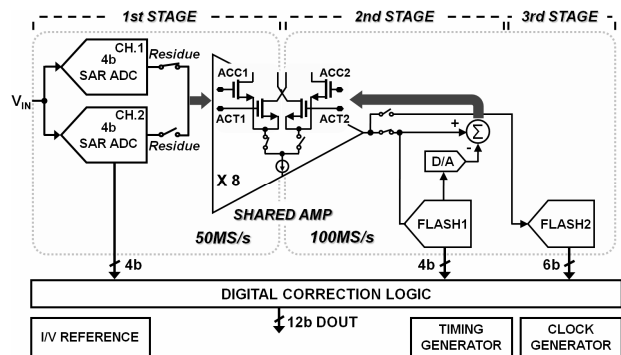 1st STAGE
2nd STAGE
3rd STAGE
CH.1
4b
SAR ADC
Residue
VIN
CH.2
4b
SAR ADC
Residue
ACC1
ACC2
ACT1
ACT2
X 8
SHARED AMP
50MS/s
100MS/s
+
Σ
-
D/A
FLASH1
FLASH2
4b
4b
6b
DIGITAL CORRECTION LOGIC
12b DOUT
I/V REFERENCE
TIMING
GENERATOR
CLOCK
GENERATOR